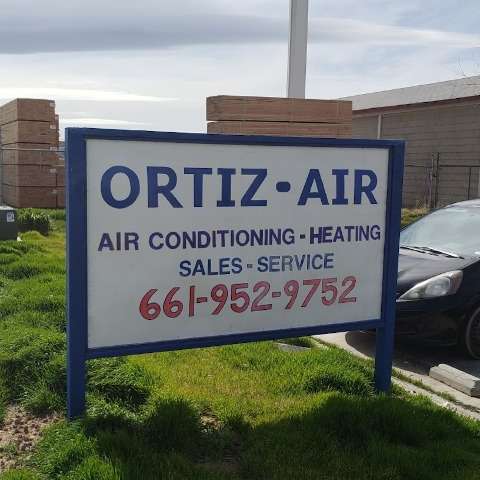 ORTIZ-AIR
AIR CONDITIONING-HEATING
SALES-SERVICE
661-952-9752